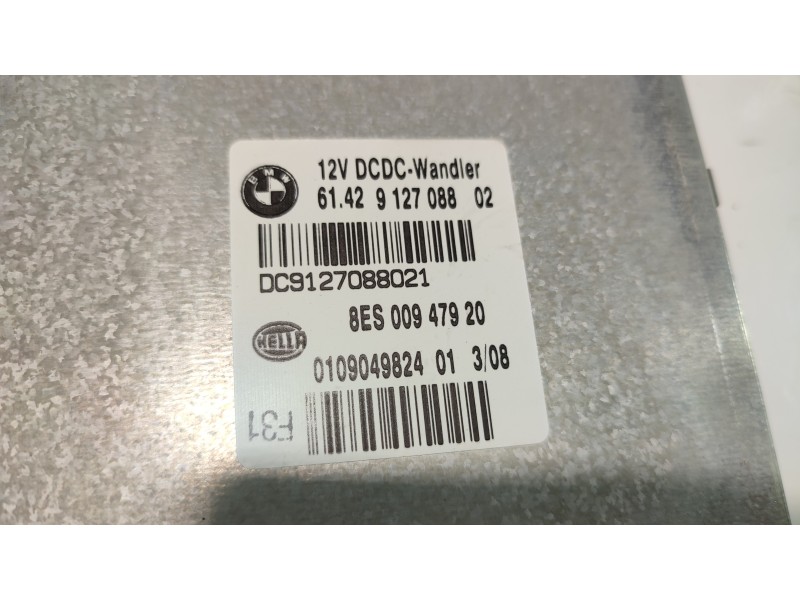 BMW
12V DCDC-Wandler
61.42 9 127 088 02
DC9127088021
8ES 009 479 20
HELLA
0109049824 01 3/08
F31